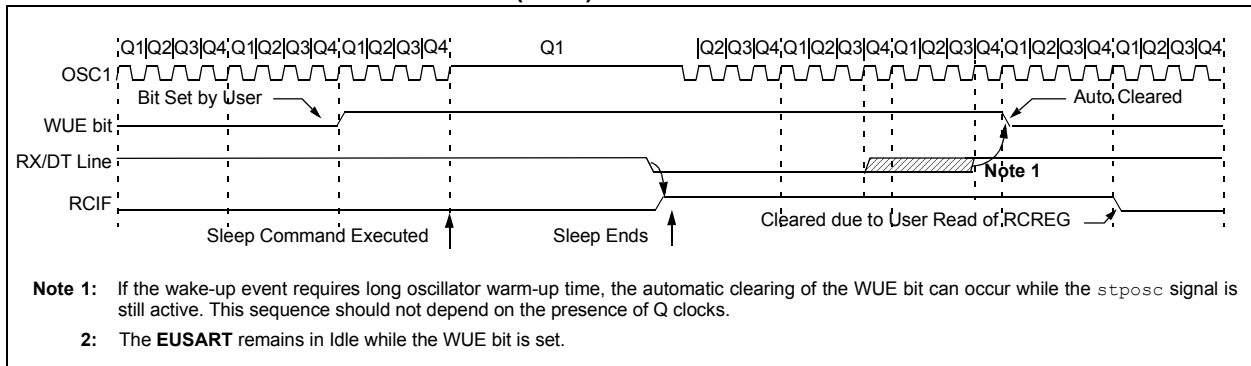 Q1|Q2|Q3|Q4 Q1|Q2|Q3|Q4 Q1|Q2|Q3|Q4 Q1 |Q2|Q3|Q4 Q1|Q2|Q3|Q4 Q1|Q2|Q3|Q4 Q1|Q2|Q3|Q4 Q1|Q2|Q3|Q4
OSC1
Bit Set by User Auto Cleared
WUE bit
RX/DT Line
Note 1
RCIF
Cleared due to User Read of RCREG
Sleep Command Executed Sleep Ends
Note 1: If the wake-up event requires long oscillator warm-up time, the automatic clearing of the WUE bit can occur while the stposc signal is
still active. This sequence should not depend on the presence of Q clocks.
2: The EUSART remains in Idle while the WUE bit is set.